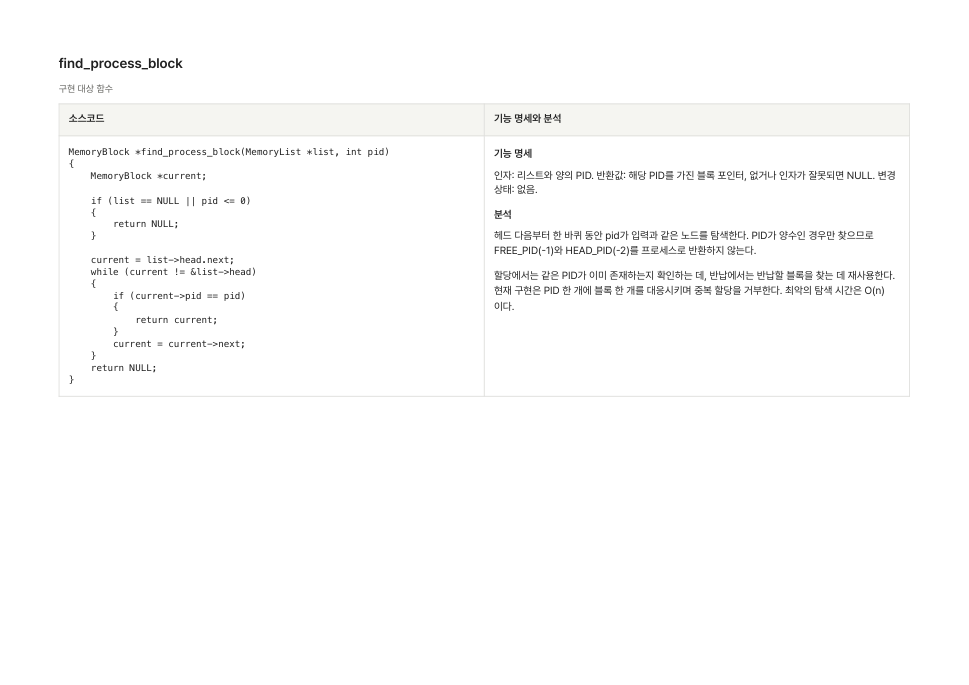 find_process_block
구현 대상 함수
소스코드
기능 명세와 분석
MemoryBlock *find_process_block(MemoryList *list, int pid)
{
    MemoryBlock *current;

    if (list == NULL || pid <= 0)
    {
        return NULL;
    }

    current = list->head.next;
    while (current != &list->head)
    {
        if (current->pid == pid)
        {
            return current;
        }
        current = current->next;
    }
    return NULL;
}
기능 명세
인자: 리스트와 양의 PID. 반환값: 해당 PID를 가진 블록 포인터, 없거나 인자가 잘못되면 NULL. 변경
상태: 없음.
분석
헤드 다음부터 한 바퀴 동안 pid가 입력과 같은 노드를 탐색한다. PID가 양수인 경우만 찾으므로
FREE_PID(-1)와 HEAD_PID(-2)를 프로세스로 반환하지 않는다.
할당에서는 같은 PID가 이미 존재하는지 확인하는 데, 반납에서는 반납할 블록을 찾는 데 재사용한다.
현재 구현은 PID 한 개에 블록 한 개를 대응시키며 중복 할당을 거부한다. 최악의 탐색 시간은 O(n)
이다.